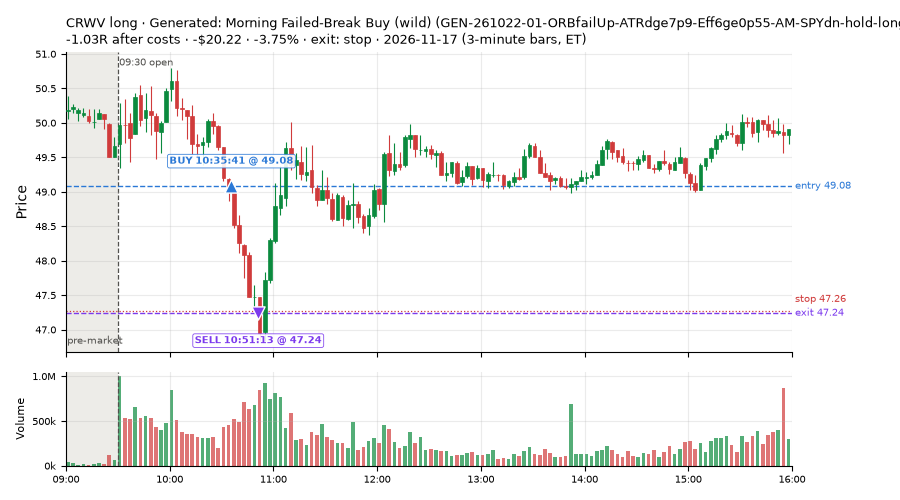 CRWV long · Generated: Morning Failed-Break Buy (wild) (GEN-261022-01-ORBfailUp-ATRdge7p9-Eff6ge0p55-AM-SPYdn-hold-long
-1.03R after costs · -$20.22 · -3.75% · exit: stop · 2026-11-17 (3-minute bars, ET)
51.0
09:30 open
50.5
50.0
49.5
BUY 10:35:41 @ 49.08
49.0
entry 49.08
Price
48.5
48.0
47.5
stop 47.26
exit 47.24
47.0
pre-market
SELL 10:51:13 @ 47.24
1.0M
500k
0k
Volume
09:00
10:00
11:00
12:00
13:00
14:00
15:00
16:00